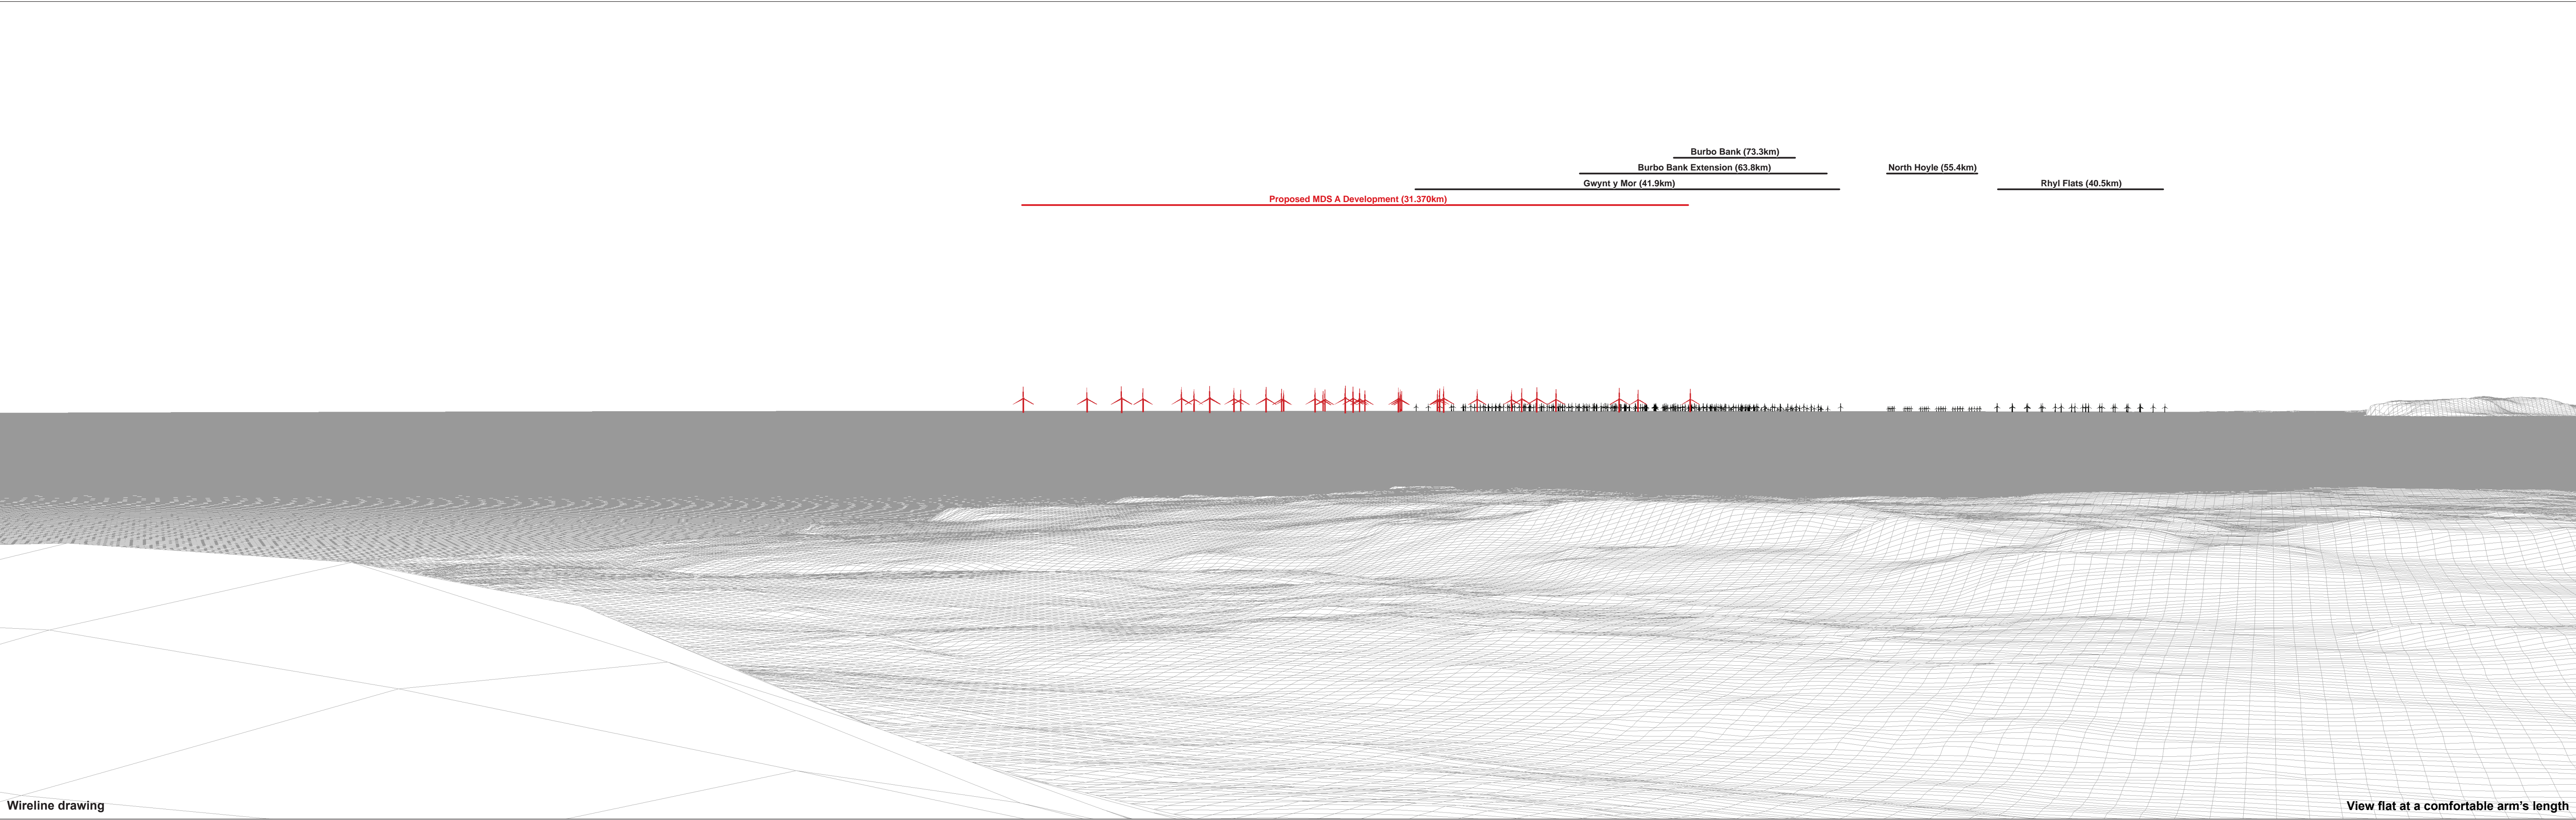 Burbo Bank (73.3km)
Burbo Bank Extension (63.8km)
North Hoyle (55.4km)
Gwynt y Mor (41.9km)
Rhyl Flats (40.5km)
Proposed MDS A Development (31.370km)
Wireline drawing
View flat at a comfortable arm's length